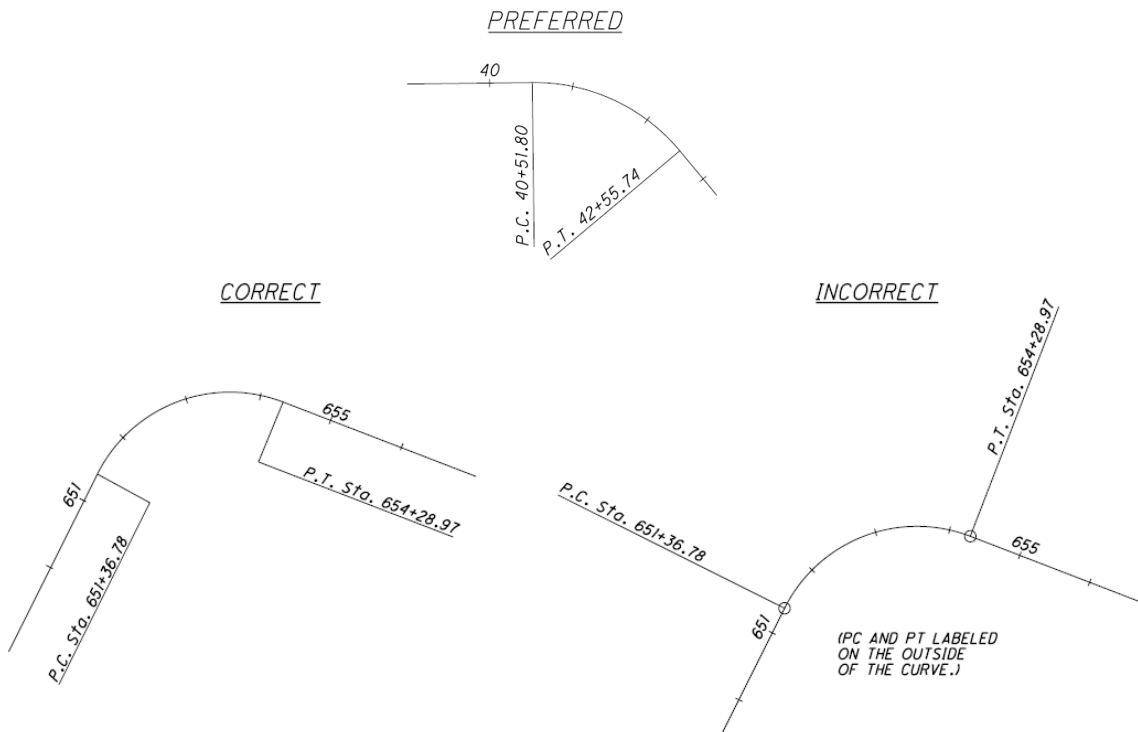 PREFERRED
40
P.C. 40+51.80
P.T. 42+55.74
CORRECT
651
655
P.C. Sta. 651+36.78
P.T. Sta. 654+28.97
INCORRECT
P.C. Sta. 651+36.78
P.T. Sta. 654+28.97
651
655
(PC AND PT LABELED
ON THE OUTSIDE
OF THE CURVE.)